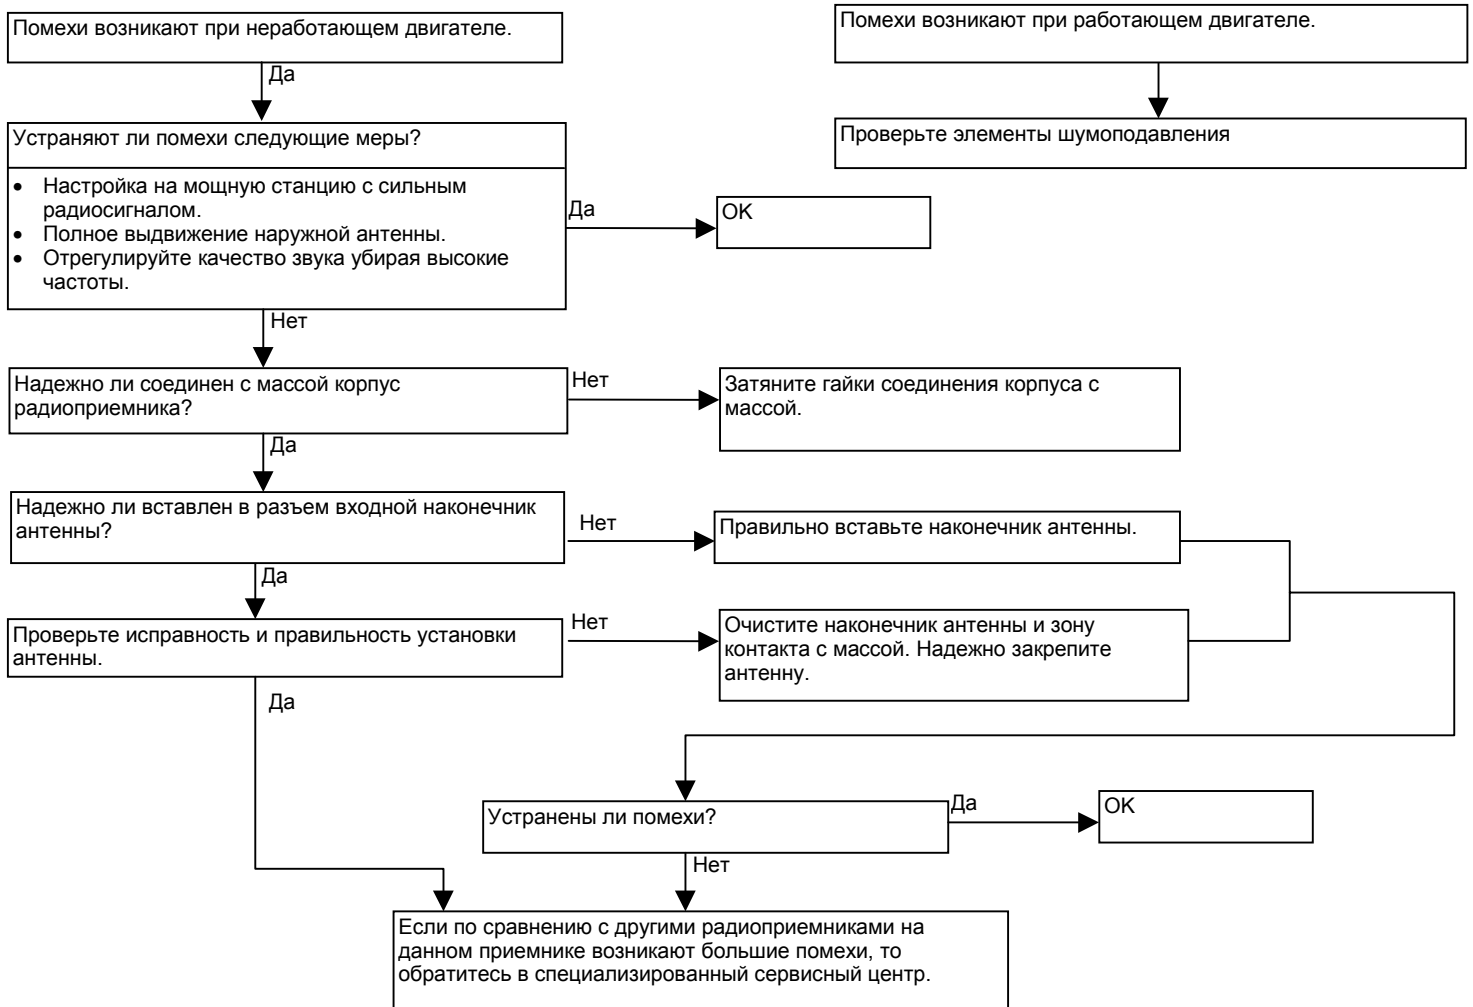 Помехи возникают при неработающем двигателе.
Помехи возникают при работающем двигателе.
Да
Устраняют ли помехи следующие меры?
Проверьте элементы шумоподавления
• Настройка на мощную станцию с сильным
радиосигналом.
• Полное выдвижение наружной антенны.
• Отрегулируйте качество звука убирая высокие
частоты.
Да
OK
Нет
Надежно ли соединен с массой корпус
радиоприемника?
Нет
Затяните гайки соединения корпуса с
массой.
Да
Надежно ли вставлен в разъем входной наконечник
антенны?
Нет
Правильно вставьте наконечник антенны.
Да
Проверьте исправность и правильность установки
антенны.
Нет
Очистите наконечник антенны и зону
контакта с массой. Надежно закрепите
антенну.
Да
Устранены ли помехи?
Да
OK
Нет
Если по сравнению с другими радиоприемниками на
данном приемнике возникают большие помехи, то
обратитесь в специализированный сервисный центр.